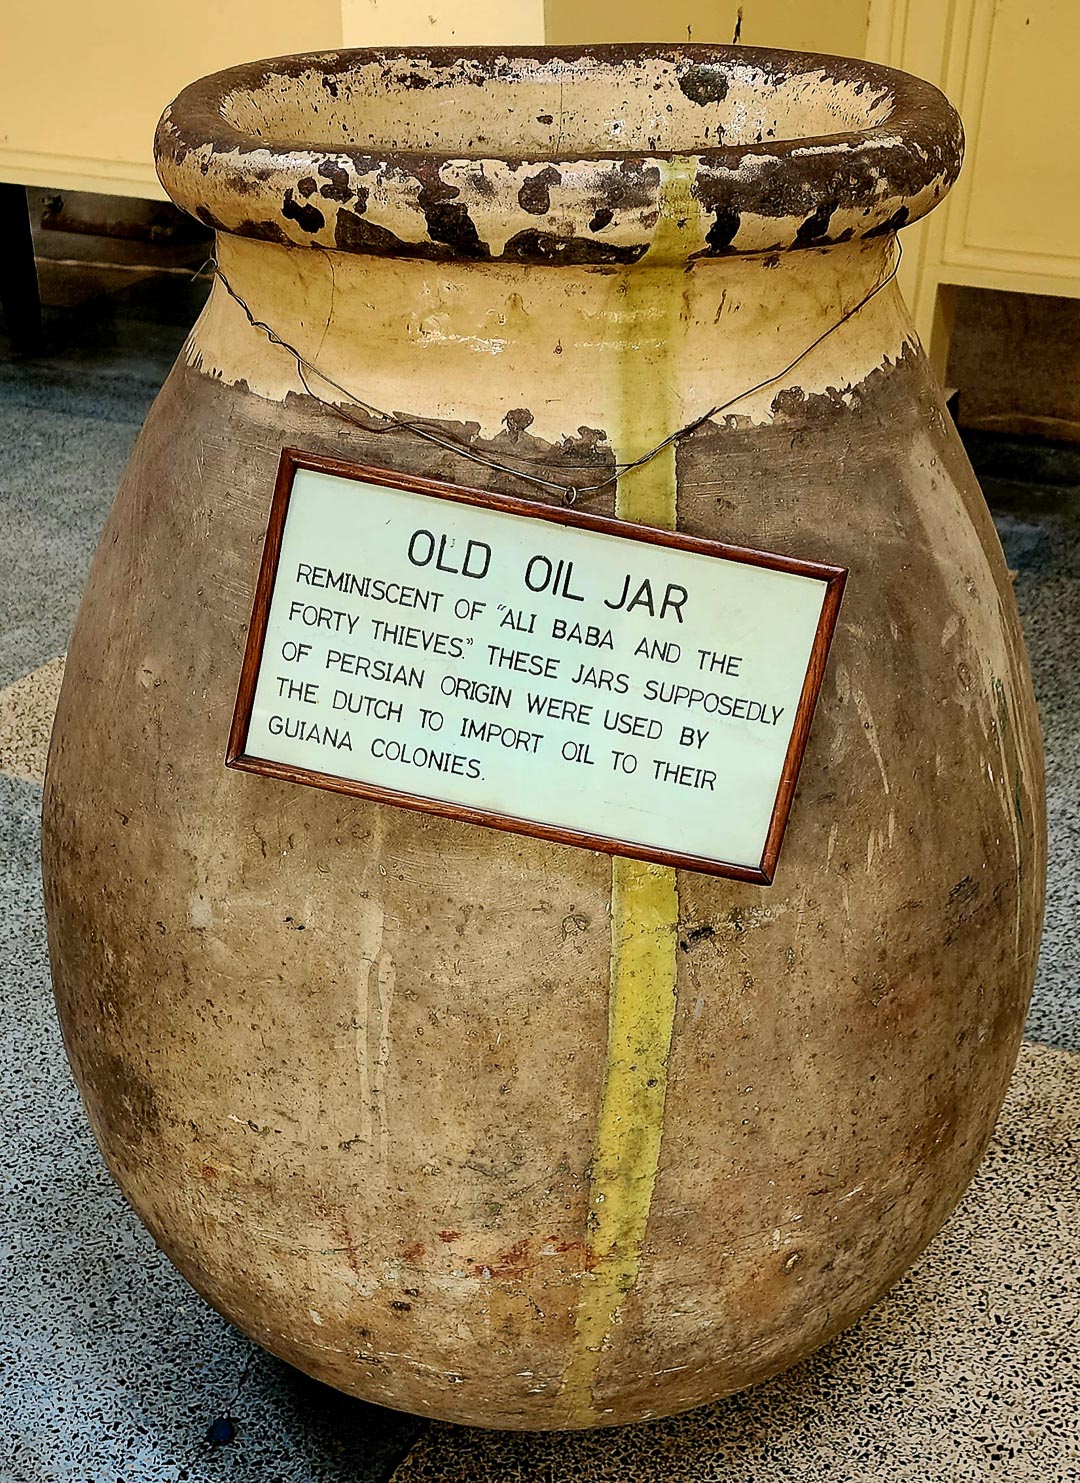 OLD OIL JAR
REMINISCENT OF "ALI BABA AND THE
FORTY THIEVES." THESE JARS SUPPOSEDLY
OF PERSIAN ORIGIN WERE USED BY
THE DUTCH TO IMPORT OIL TO THEIR
GUIANA COLONIES.